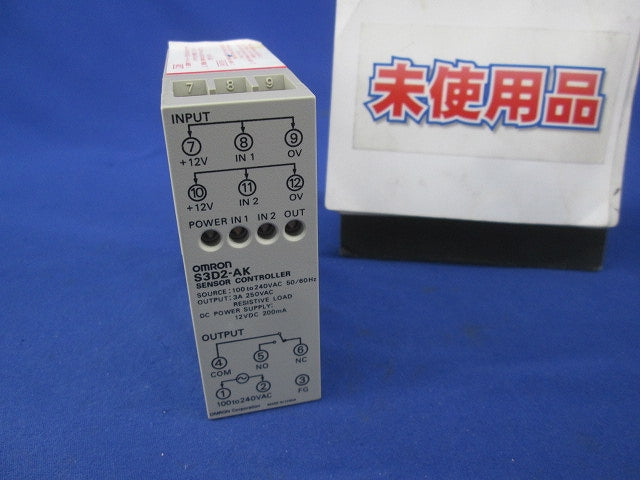 7 8 9
INPUT
7 8 9
+12V IN 1 0V
10 11 12
+12V IN 2 0V
POWER IN 1 IN 2 OUT
OMRON
S3D2-AK
SENSOR CONTROLLER
SOURCE: 100 to 240VAC 50/60Hz
OUTPUT: 3A 250VAC
RESISTIVE LOAD
DC POWER SUPPLY:
12VDC 200mA
OUTPUT
4 5 6
COM NO NC
1 2 3
100 to 240VAC FG
OMRON Corporation
未使用品